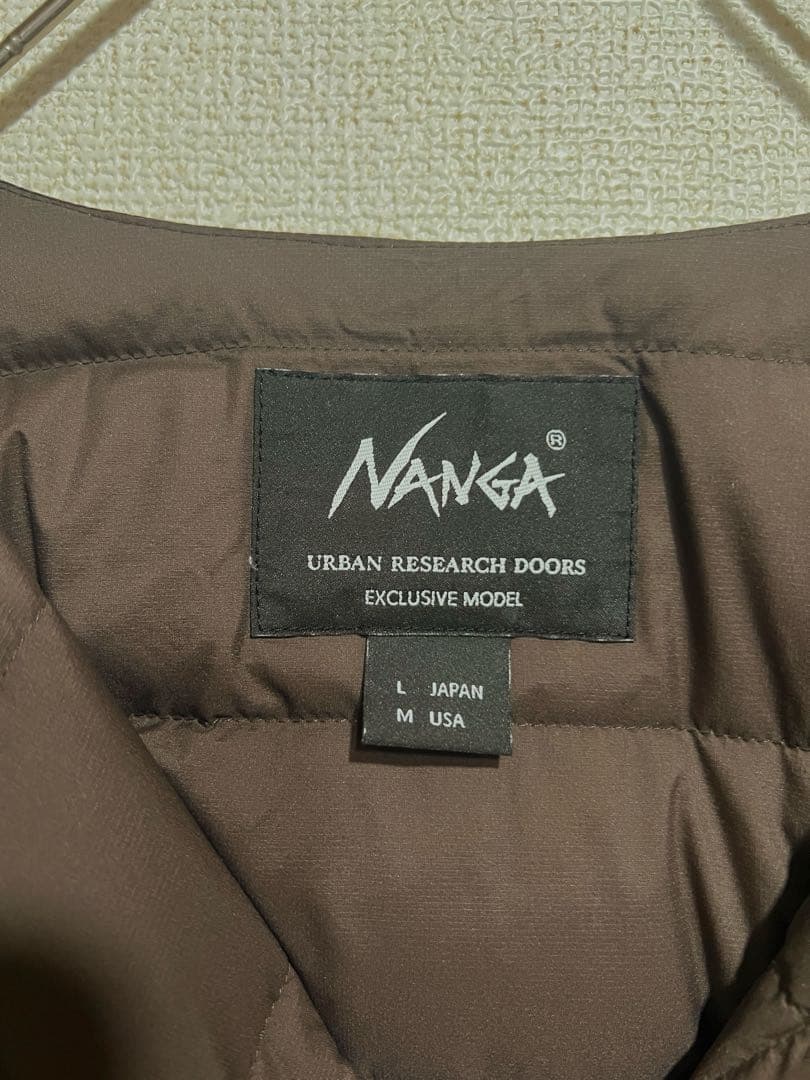 NANGA®
URBAN RESEARCH DOORS
EXCLUSIVE MODEL
L JAPAN
M USA